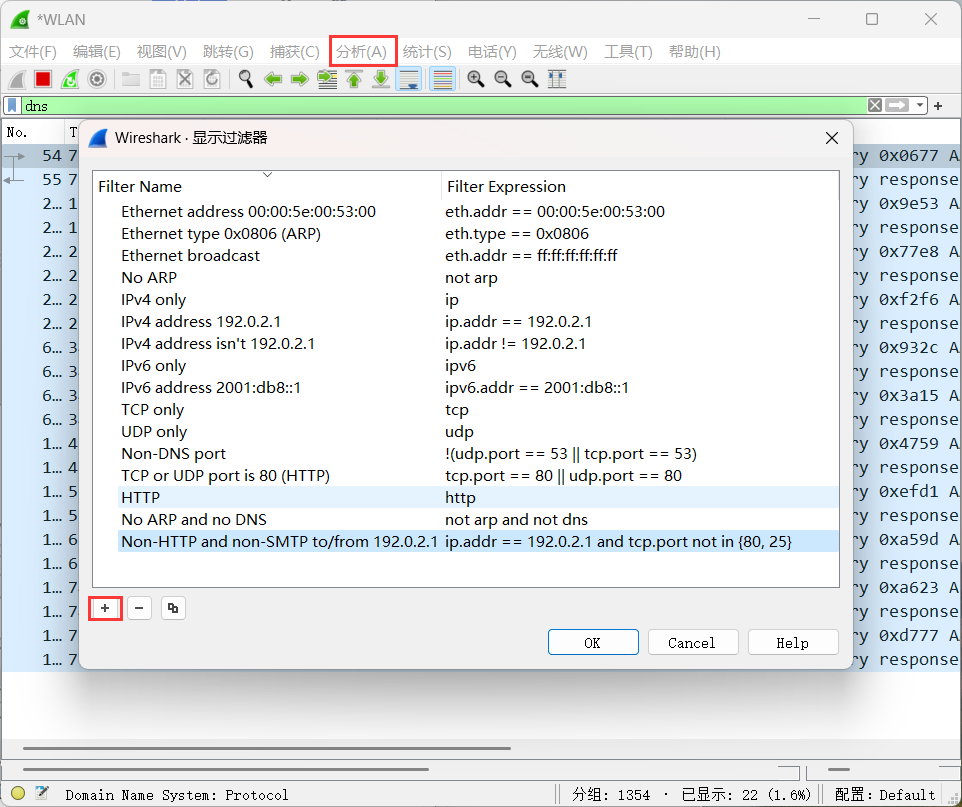 *WLAN
文件(F) 编辑(E) 视图(V) 跳转(G) 捕获(C) 分析(A) 统计(S) 电话(Y) 无线(W) 工具(T) 帮助(H)
dns
No. T
Wireshark · 显示过滤器
54 7 ry 0x0677 A
55 7 ry response
2… 1 ry 0x9e53 A
2… 1 ry response
2… 2 ry 0x77e8 A
2… 2 ry response
2… 2 ry 0xf2f6 A
2… 2 ry response
6… 3 ry 0x932c A
6… 3 ry response
6… 3 ry 0x3a15 A
6… 3 ry response
1… 4 ry 0x4759 A
1… 4 ry response
1… 5 ry 0xefd1 A
1… 5 ry response
1… 6 ry 0xa59d A
1… 6 ry response
1… 7 ry 0xa623 A
1… 7 ry response
1… 7 ry 0xd777 A
1… 7 ry response
Filter Name Filter Expression
Ethernet address 00:00:5e:00:53:00 eth.addr == 00:00:5e:00:53:00
Ethernet type 0x0806 (ARP) eth.type == 0x0806
Ethernet broadcast eth.addr == ff:ff:ff:ff:ff:ff
No ARP not arp
IPv4 only ip
IPv4 address 192.0.2.1 ip.addr == 192.0.2.1
IPv4 address isn't 192.0.2.1 ip.addr != 192.0.2.1
IPv6 only ipv6
IPv6 address 2001:db8::1 ipv6.addr == 2001:db8::1
TCP only tcp
UDP only udp
Non-DNS port !(udp.port == 53 || tcp.port == 53)
TCP or UDP port is 80 (HTTP) tcp.port == 80 || udp.port == 80
HTTP http
No ARP and no DNS not arp and not dns
Non-HTTP and non-SMTP to/from 192.0.2.1 ip.addr == 192.0.2.1 and tcp.port not in {80, 25}
OK Cancel Help
Domain Name System: Protocol 分组: 1354 · 已显示: 22 (1.6%) 配置: Default